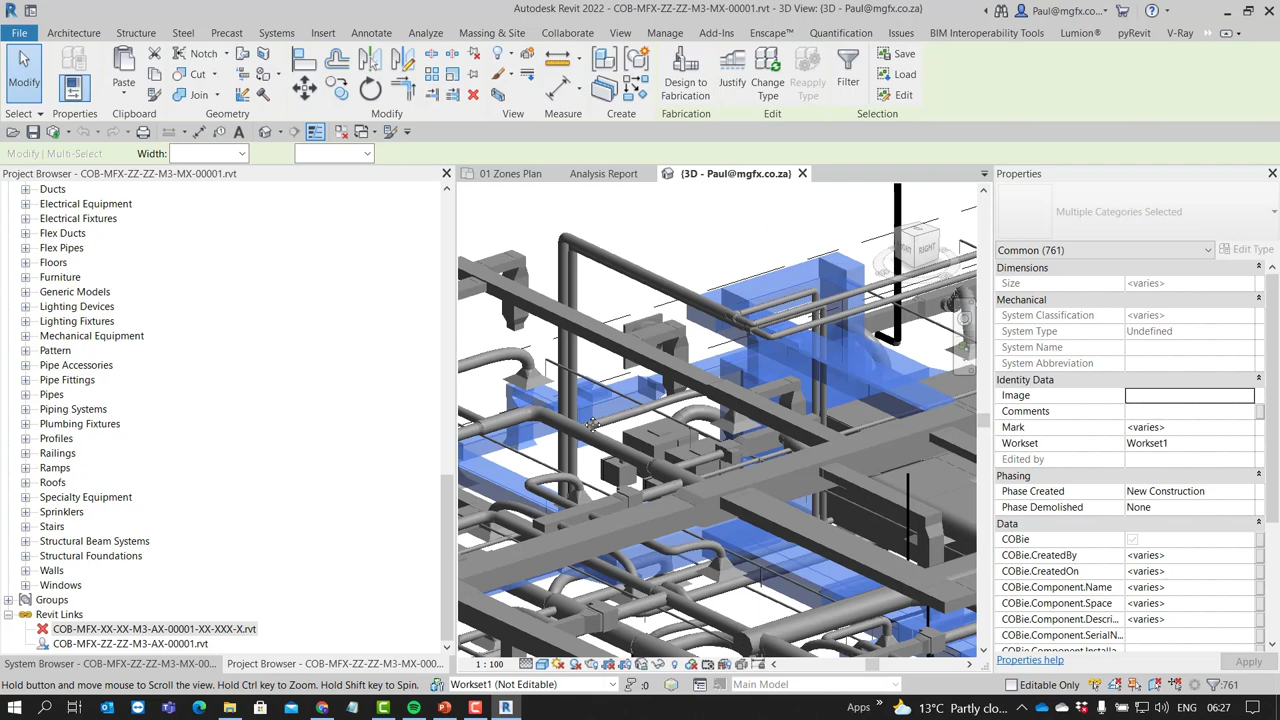 Autodesk Revit 2022 - COB-MFX-ZZ-ZZ-M3-MX-00001.rvt - 3D View: {3D - Paul@mgfx.co.za}
Paul@mgfx.co...
File Architecture Structure Steel Precast Systems Insert Annotate Analyze Massing & Site Collaborate View Manage Add-Ins Enscape™ Quantification Issues BIM Interoperability Tools Lumion® pyRevit V-Ray
Modify
Paste
Notch
Cut
Join
Design to Fabrication
Justify
Change Type
Reapply Type
Filter
Save
Load
Edit
Select Properties Clipboard Geometry Modify View Measure Create Fabrication Edit Selection
Modify | Multi-Select Width:
Project Browser - COB-MFX-ZZ-ZZ-M3-MX-00001.rvt
01 Zones Plan Analysis Report {3D - Paul@mgfx.co.za}
Properties
Ducts
Electrical Equipment
Electrical Fixtures
Flex Ducts
Flex Pipes
Floors
Furniture
Generic Models
Lighting Devices
Lighting Fixtures
Mechanical Equipment
Pattern
Pipe Accessories
Pipe Fittings
Pipes
Piping Systems
Plumbing Fixtures
Profiles
Railings
Ramps
Roofs
Specialty Equipment
Sprinklers
Stairs
Structural Beam Systems
Structural Foundations
Walls
Windows
Groups
Revit Links
COB-MFX-XX-XX-M3-AX-00001-XX-XXX-X.rvt
COB-MFX-ZZ-ZZ-M3-AX-00001.rvt
System Browser - COB-MFX-ZZ-ZZ-M3-MX-00... Project Browser - COB-MFX-ZZ-ZZ-M3-MX-000...
RIGHT
1 : 100
Multiple Categories Selected
Common (761) Edit Type
Dimensions
Size <varies>
Mechanical
System Classification <varies>
System Type Undefined
System Name
System Abbreviation
Identity Data
Image
Comments
Mark <varies>
Workset Workset1
Edited by
Phasing
Phase Created New Construction
Phase Demolished None
Data
COBie
COBie.CreatedBy <varies>
COBie.CreatedOn <varies>
COBie.Component.Name <varies>
COBie.Component.Space <varies>
COBie.Component.Descri... <varies>
COBie.Component.SerialN...
Properties help Apply
Hold button and move mouse to Scroll the view. Hold Ctrl key to Zoom. Hold Shift key to Spin.
Workset1 (Not Editable) :0 Main Model Editable Only :761
Apps 13°C Partly clo... ENG 06:27